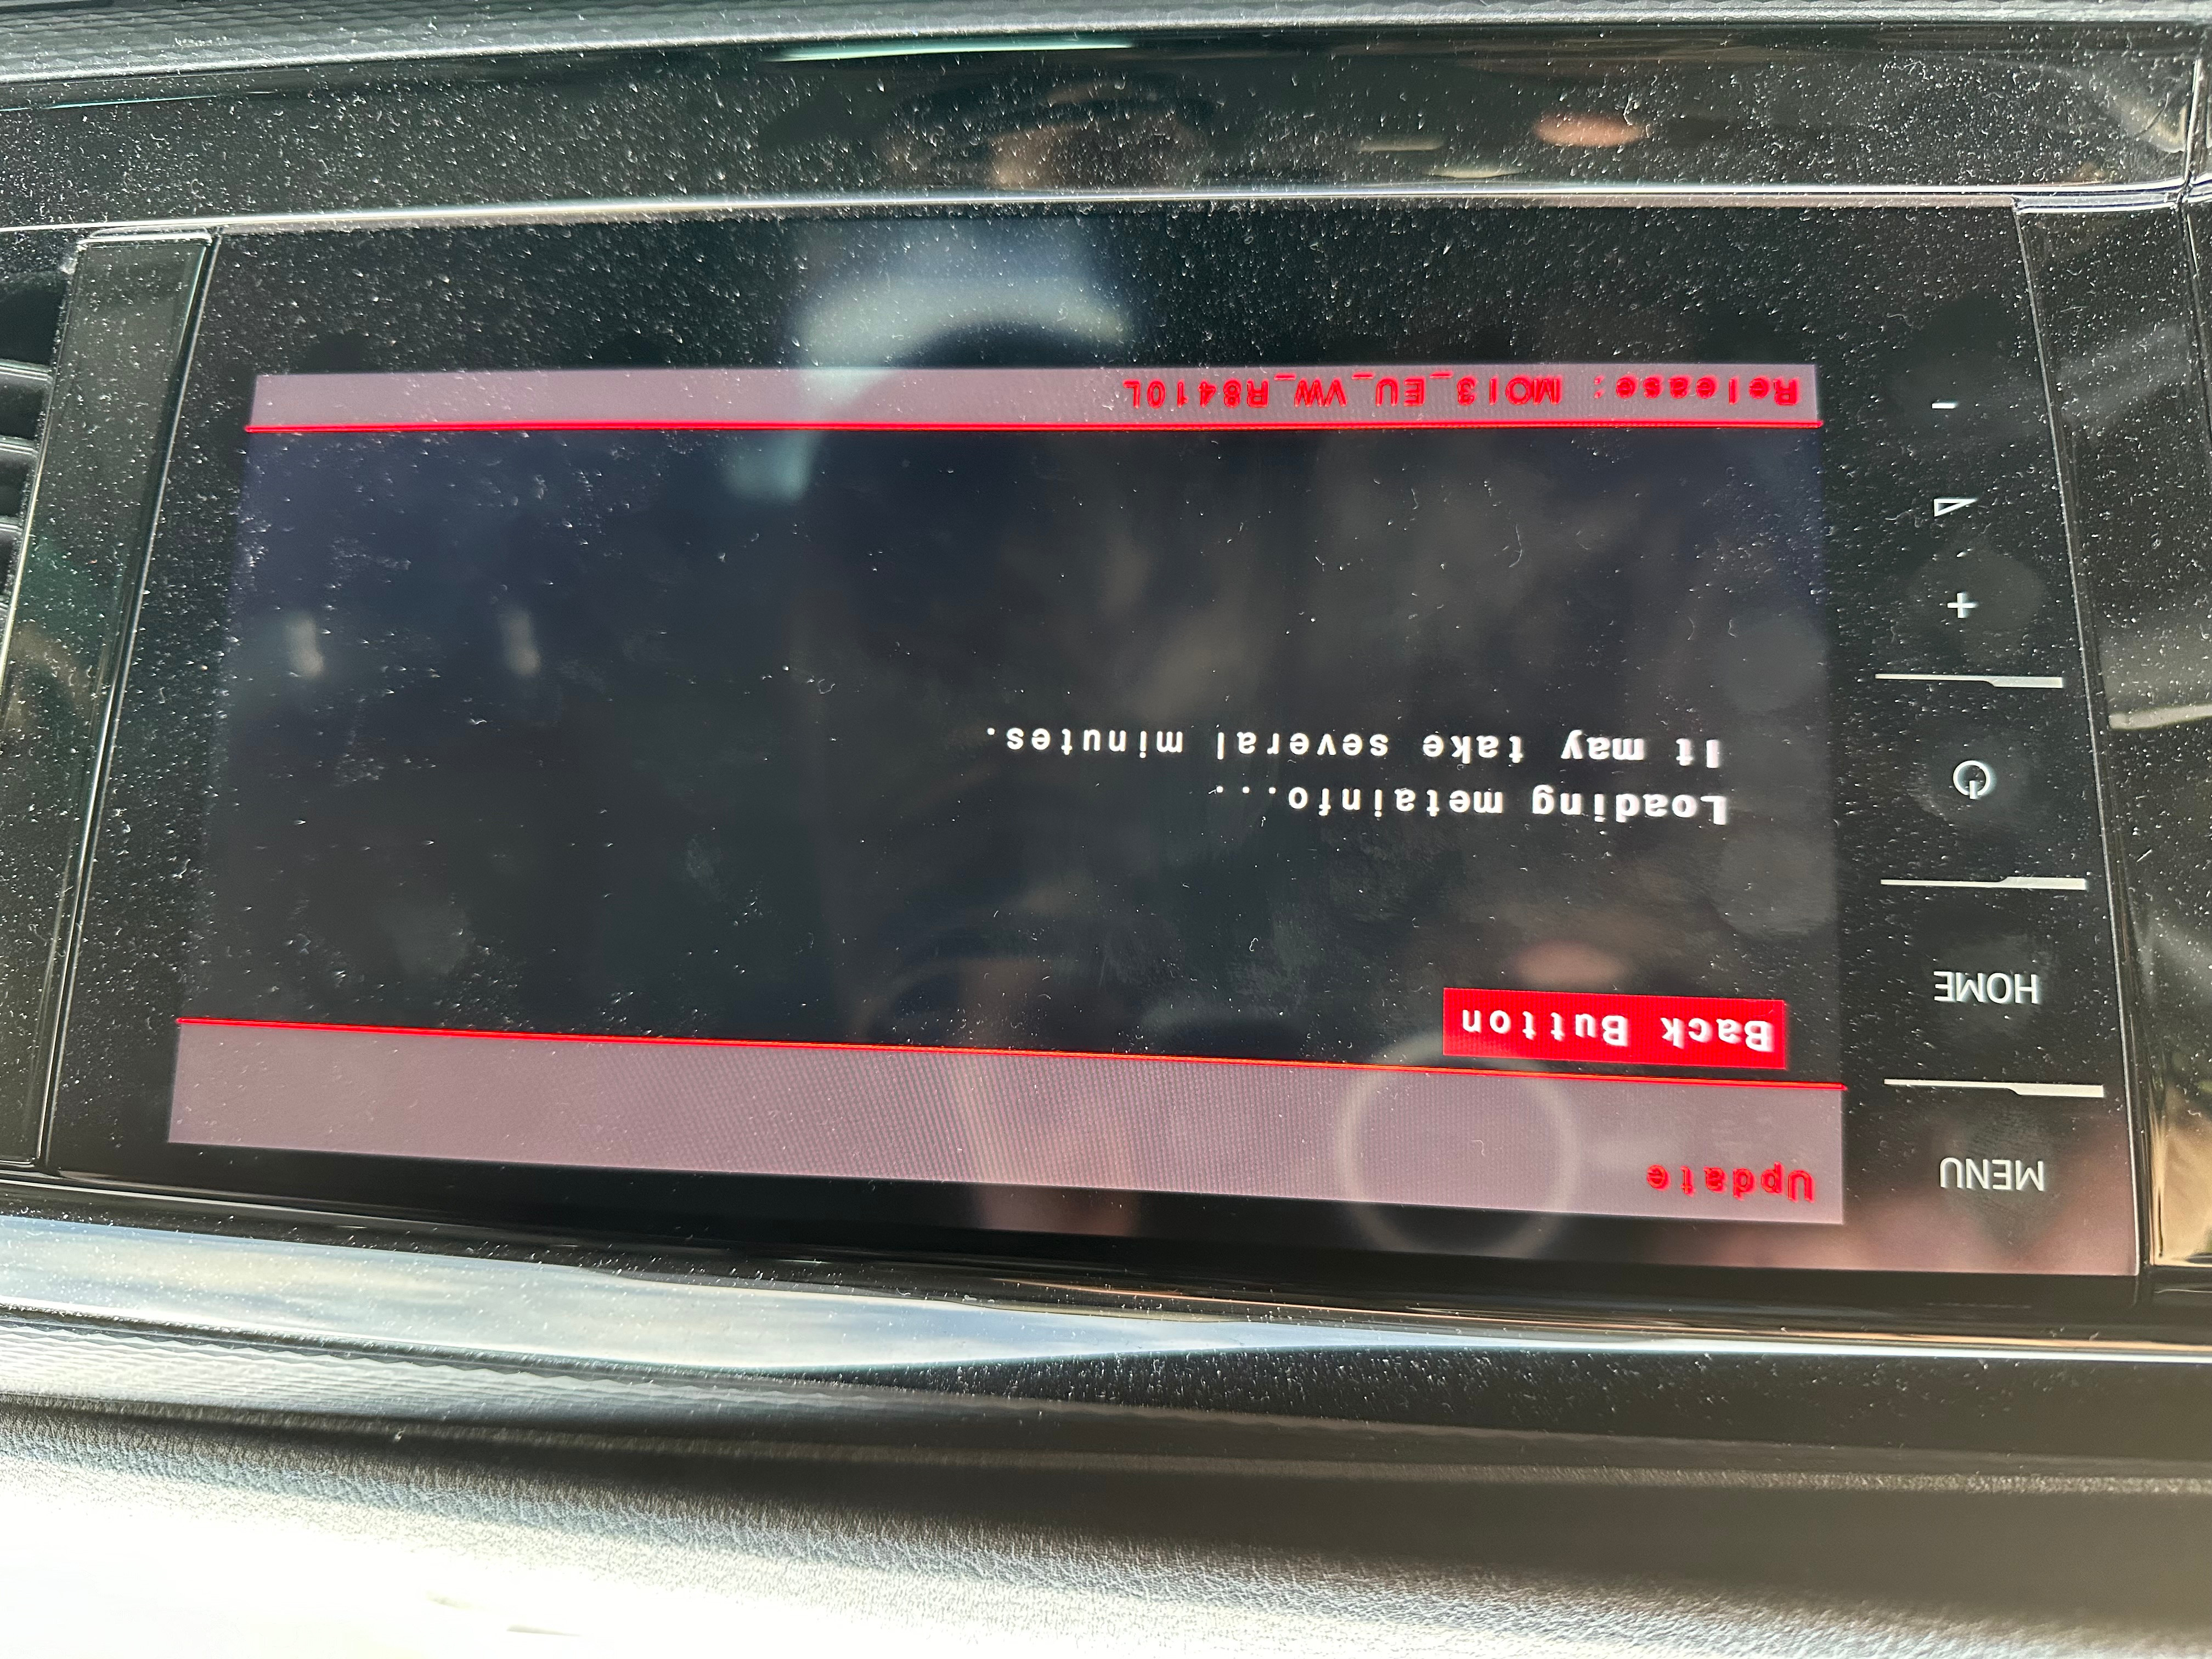 Update
Back Button
Loading metainfo...
It may take several minutes.
Release: MOI3_EU_VW_R8410L
MENU
HOME
+
-